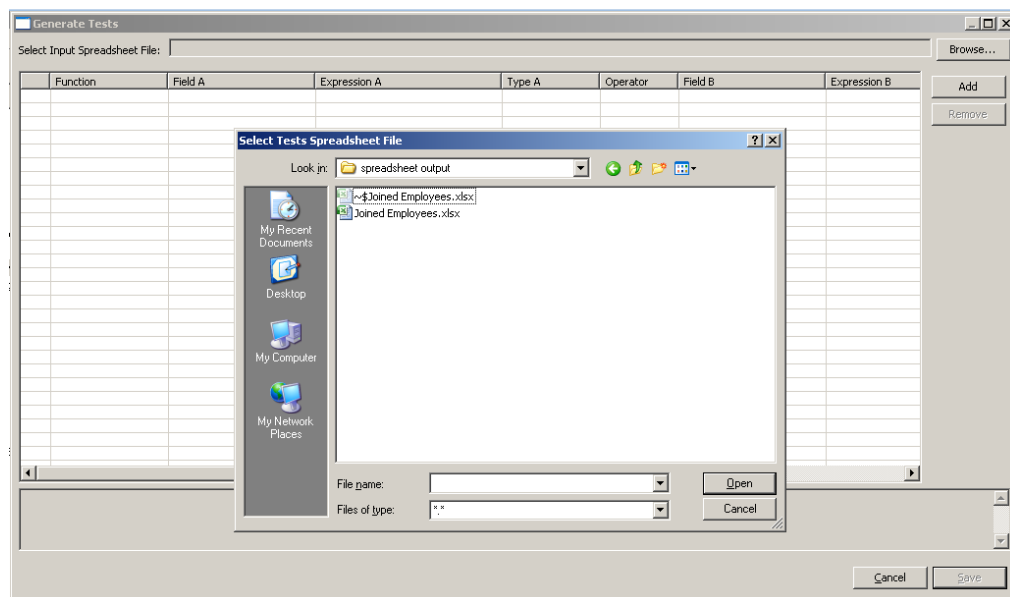 Generate Tests
Select Input Spreadsheet File: Browse...
Function Field A Expression A Type A Operator Field B Expression B
Add
Remove
Select Tests Spreadsheet File
Look in: spreadsheet output
~$Joined Employees.xlsx
Joined Employees.xlsx
My Recent
Documents
Desktop
My Computer
My Network
Places
File name: Open
Files of type: *.* Cancel
Cancel Save